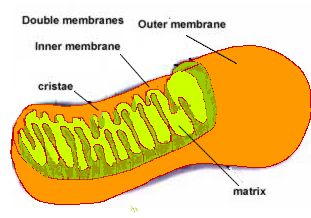 Double membranes
Outer membrane
Inner membrane
cristae
matrix